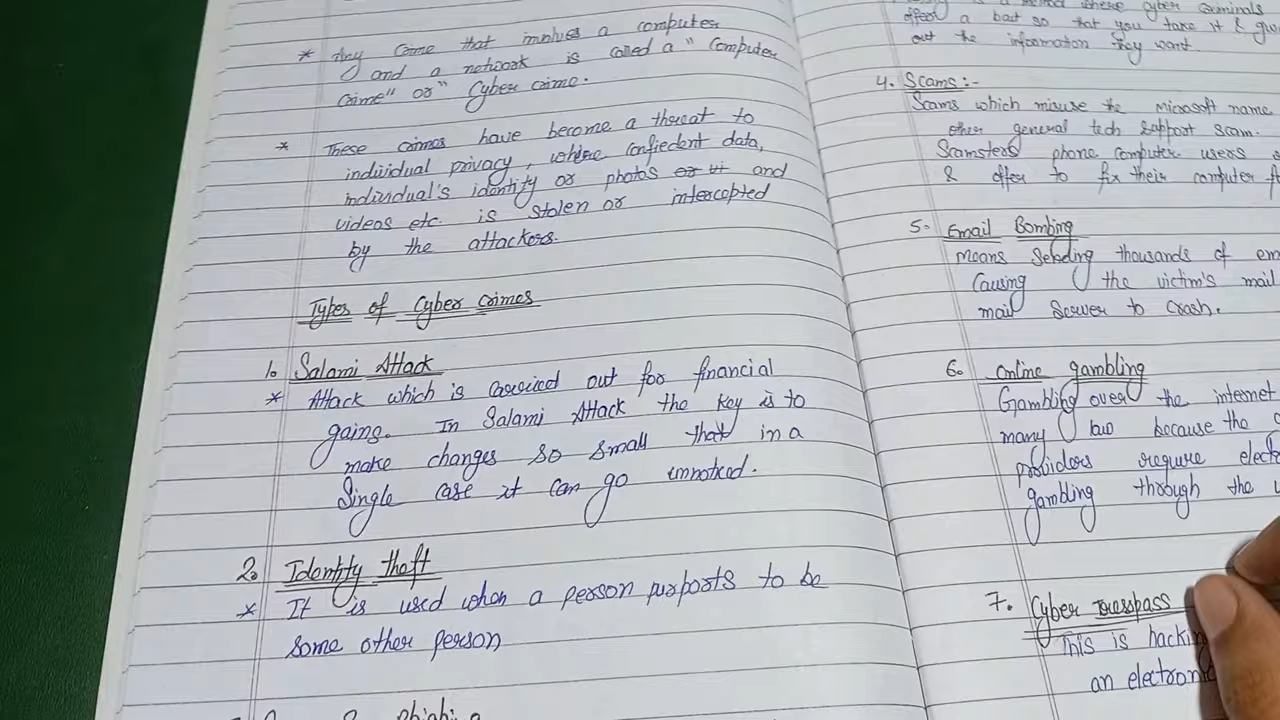 * Any Crime that involves a computer
and a network is called a "Computer
Crime" or "Cyber crime.
* These crimes have become a threat to
individual privacy, where confiedent data,
individual's identity or photos and
videos etc. is stolen or intercepted
by the attackers.
Types of Cyber Crimes
1. Salami Attack
* Attack which is carried out for financial
gains. In Salami Attack the key is to
make changes so small that in a
Single case it can go unnoticed.
2. Identity theft
* It is used when a person purports to be
some other person
is a method where cyber criminals
a bait so that you take it &
out the information they want
4. Scams:-
Scams which misuse the Microsoft name
other general tech support scam.
Scamsters phone computer users
& offer to fix their computer
5. Email Bombing
Means Sending thousands of
Causing the victim's mail
mail Server to Crash.
6. Online gambling
Gambling over the internet
many law because the
providers require
gambling through the
7. Cyber tresspass
This is
an